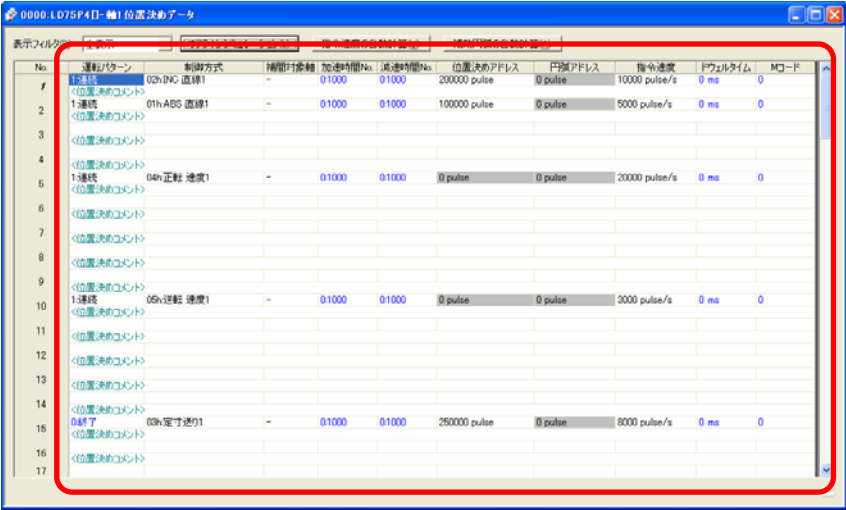 0000:LD75P4[]-軸1 位置決めデータ
表示フィルタ
No. 運転パターン 制御方式 補間対象軸 加速時間No. 減速時間No. 位置決めアドレス 円弧アドレス 指令速度 ドウェルタイム Mコード
1 1:連続 02h:INC 直線1 - 0:1000 0:1000 200000 pulse 0 pulse 10000 pulse/s 0 ms 0
<位置決めコメント>
2 1:連続 01h:ABS 直線1 - 0:1000 0:1000 100000 pulse 0 pulse 5000 pulse/s 0 ms 0
<位置決めコメント>
3
<位置決めコメント>
4
<位置決めコメント>
5 1:連続 04h:正転 速度1 - 0:1000 0:1000 0 pulse 0 pulse 20000 pulse/s 0 ms 0
<位置決めコメント>
6
<位置決めコメント>
7
<位置決めコメント>
8
<位置決めコメント>
9
<位置決めコメント>
10 1:連続 05h:逆転 速度1 - 0:1000 0:1000 0 pulse 0 pulse 3000 pulse/s 0 ms 0
<位置決めコメント>
11
<位置決めコメント>
12
<位置決めコメント>
13
<位置決めコメント>
14
<位置決めコメント>
15 0:終了 03h:定寸送り1 - 0:1000 0:1000 250000 pulse 0 pulse 8000 pulse/s 0 ms 0
<位置決めコメント>
16
<位置決めコメント>
17